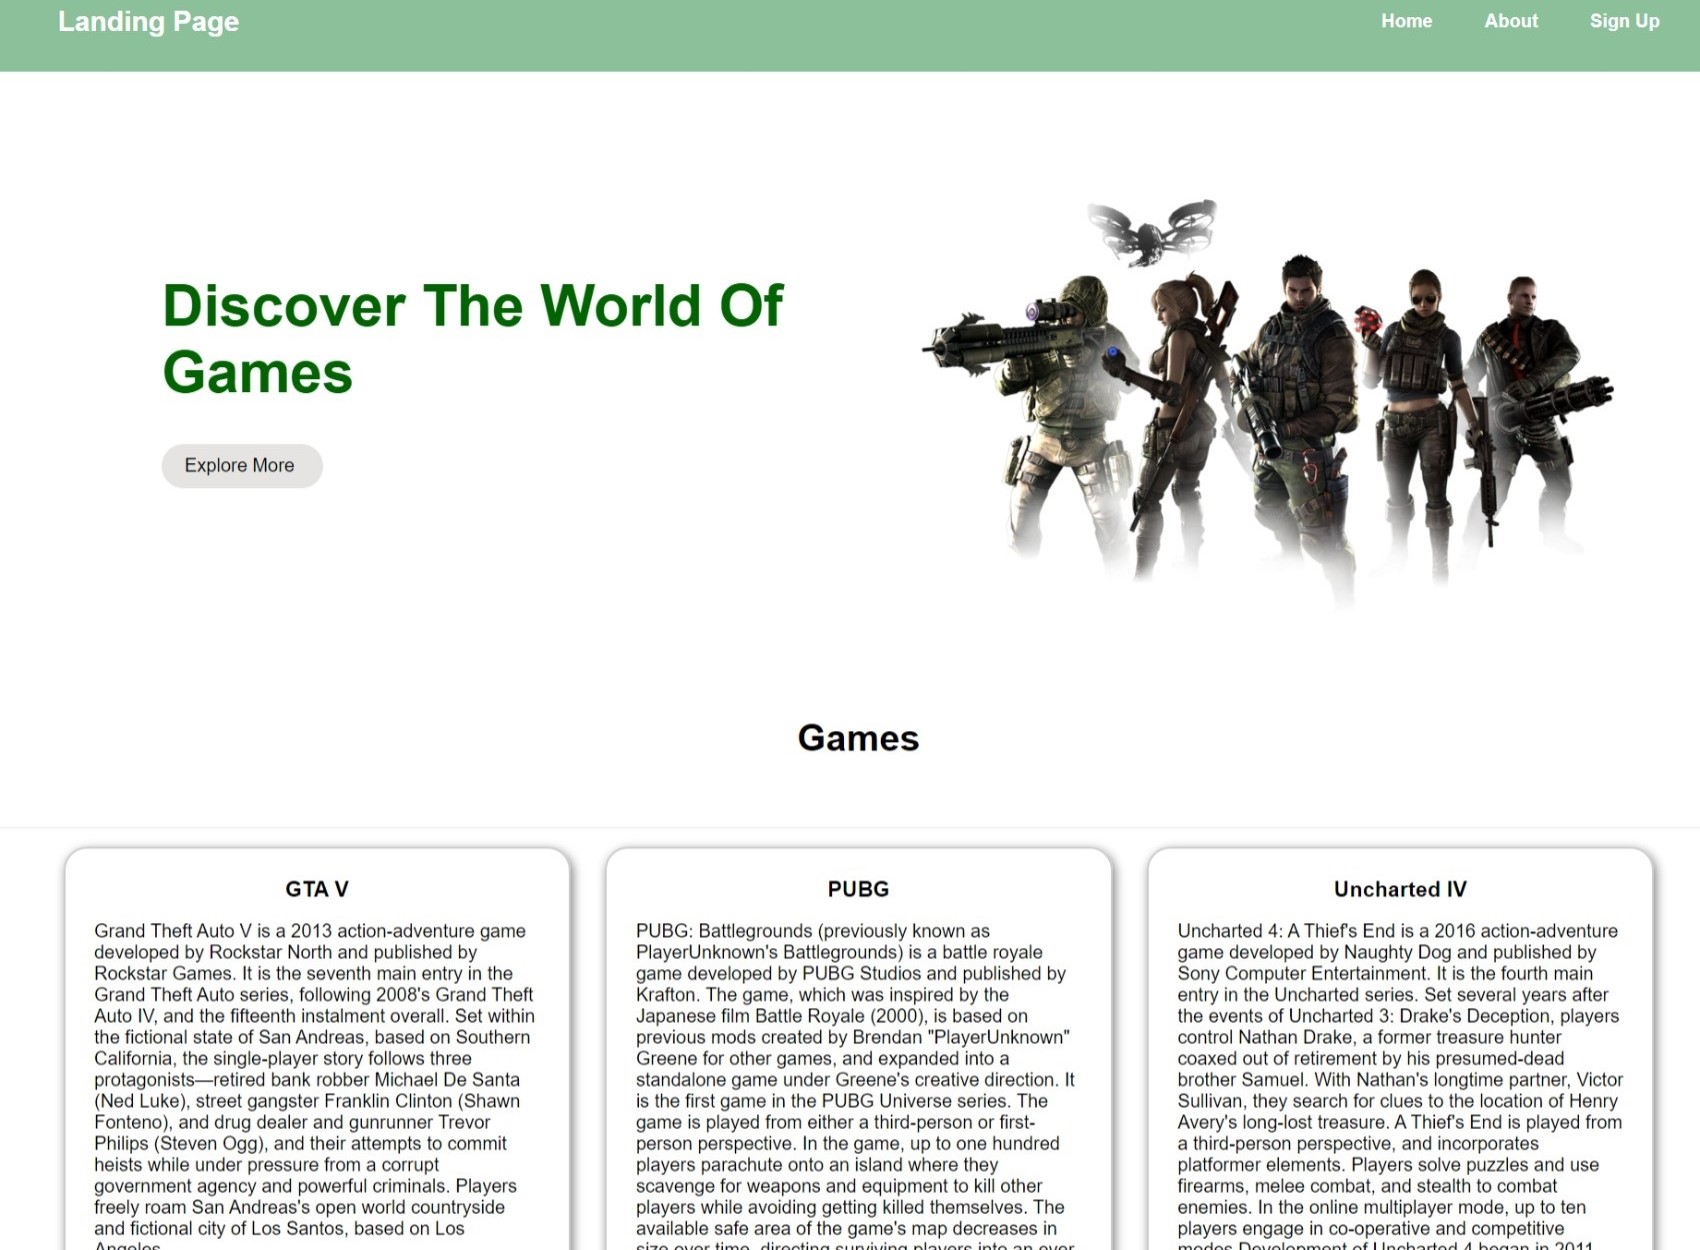 Landing Page
Home About Sign Up
Discover The World Of
Games
Explore More
Games
GTA V
Grand Theft Auto V is a 2013 action-adventure game
developed by Rockstar North and published by
Rockstar Games. It is the seventh main entry in the
Grand Theft Auto series, following 2008's Grand Theft
Auto IV, and the fifteenth instalment overall. Set within
the fictional state of San Andreas, based on Southern
California, the single-player story follows three
protagonists—retired bank robber Michael De Santa
(Ned Luke), street gangster Franklin Clinton (Shawn
Fonteno), and drug dealer and gunrunner Trevor
Philips (Steven Ogg), and their attempts to commit
heists while under pressure from a corrupt
government agency and powerful criminals. Players
freely roam San Andreas's open world countryside
and fictional city of Los Santos, based on Los
Angeles
PUBG
PUBG: Battlegrounds (previously known as
PlayerUnknown's Battlegrounds) is a battle royale
game developed by PUBG Studios and published by
Krafton. The game, which was inspired by the
Japanese film Battle Royale (2000), is based on
previous mods created by Brendan "PlayerUnknown"
Greene for other games, and expanded into a
standalone game under Greene's creative direction. It
is the first game in the PUBG Universe series. The
game is played from either a third-person or first-
person perspective. In the game, up to one hundred
players parachute onto an island where they
scavenge for weapons and equipment to kill other
players while avoiding getting killed themselves. The
available safe area of the game's map decreases in
size over time, directing surviving players into an ever
Uncharted IV
Uncharted 4: A Thief's End is a 2016 action-adventure
game developed by Naughty Dog and published by
Sony Computer Entertainment. It is the fourth main
entry in the Uncharted series. Set several years after
the events of Uncharted 3: Drake's Deception, players
control Nathan Drake, a former treasure hunter
coaxed out of retirement by his presumed-dead
brother Samuel. With Nathan's longtime partner, Victor
Sullivan, they search for clues to the location of Henry
Avery's long-lost treasure. A Thief's End is played from
a third-person perspective, and incorporates
platformer elements. Players solve puzzles and use
firearms, melee combat, and stealth to combat
enemies. In the online multiplayer mode, up to ten
players engage in co-operative and competitive
modes Development of Uncharted 4 began in 2011